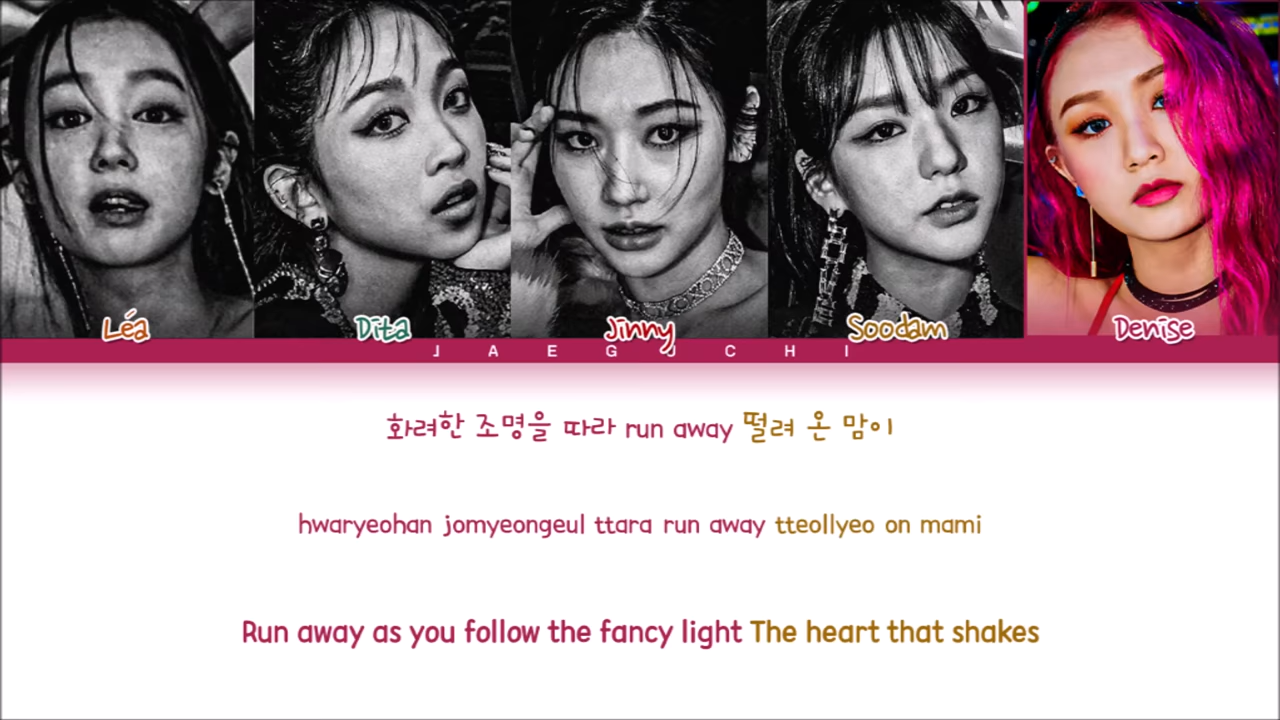 Léa Dita Jinny Soodam Denise
J A E G U C H I
화려한 조명을 따라 run away 떨려 온 맘이
hwaryeohan jomyeongeul ttara run away tteollyeo on mami
Run away as you follow the fancy light The heart that shakes